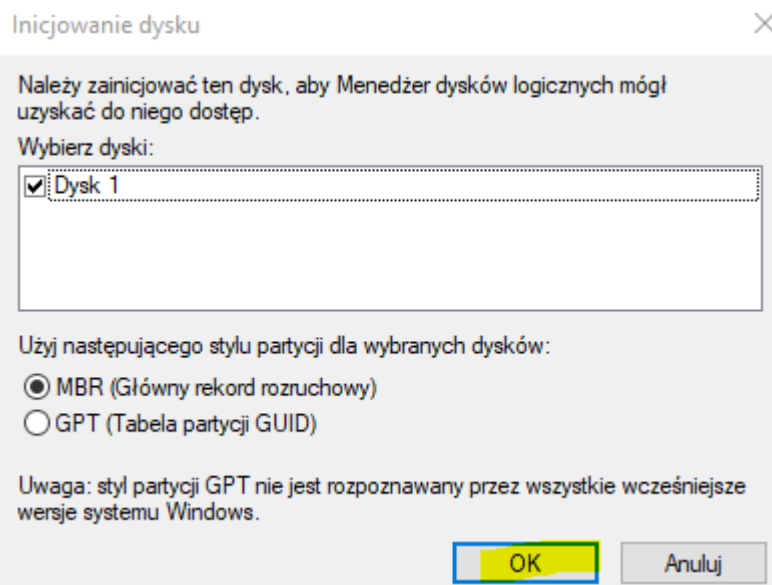 Inicjowanie dysku
Należy zainicjować ten dysk, aby Menedżer dysków logicznych mógł
uzyskać do niego dostęp.
Wybierz dyski:
Dysk 1
Użyj następującego stylu partycji dla wybranych dysków:
MBR (Główny rekord rozruchowy)
GPT (Tabela partycji GUID)
Uwaga: styl partycji GPT nie jest rozpoznawany przez wszystkie wcześniejsze
wersje systemu Windows.
OK Anuluj